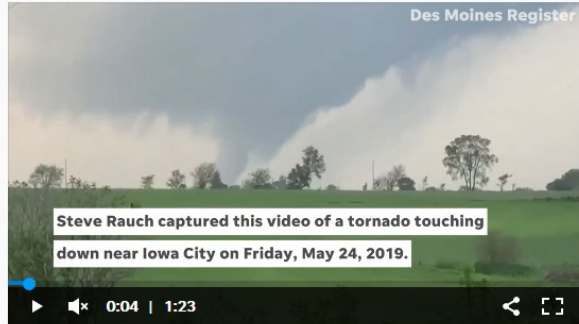 Des Moines Register
Steve Rauch captured this video of a tornado touching
down near Iowa City on Friday, May 24, 2019.
0:04 | 1:23